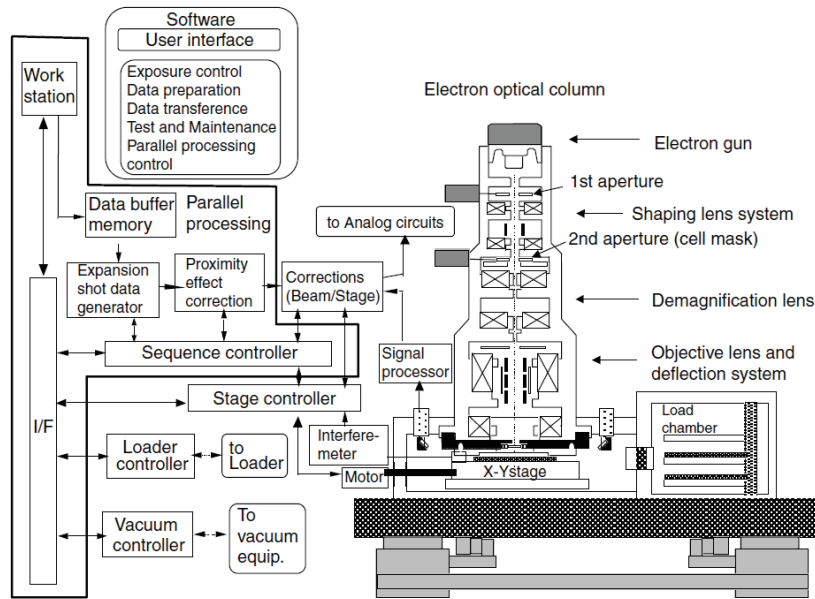 Software
User interface
Exposure control
Data preparation
Data transference
Test and Maintenance
Parallel processing
control
Work
station
Data buffer
memory
Parallel
processing
to Analog circuits
Expansion
shot data
generator
Proximity
effect
correction
Corrections
(Beam/Stage)
Sequence controller
Signal
processor
Stage controller
I/F
Loader
controller
to
Loader
Interfere-
meter
Motor
Vacuum
controller
To
vacuum
equip.
Electron optical column
Electron gun
1st aperture
Shaping lens system
2nd aperture (cell mask)
Demagnification lens
Objective lens and
deflection system
Load
chamber
X-Ystage